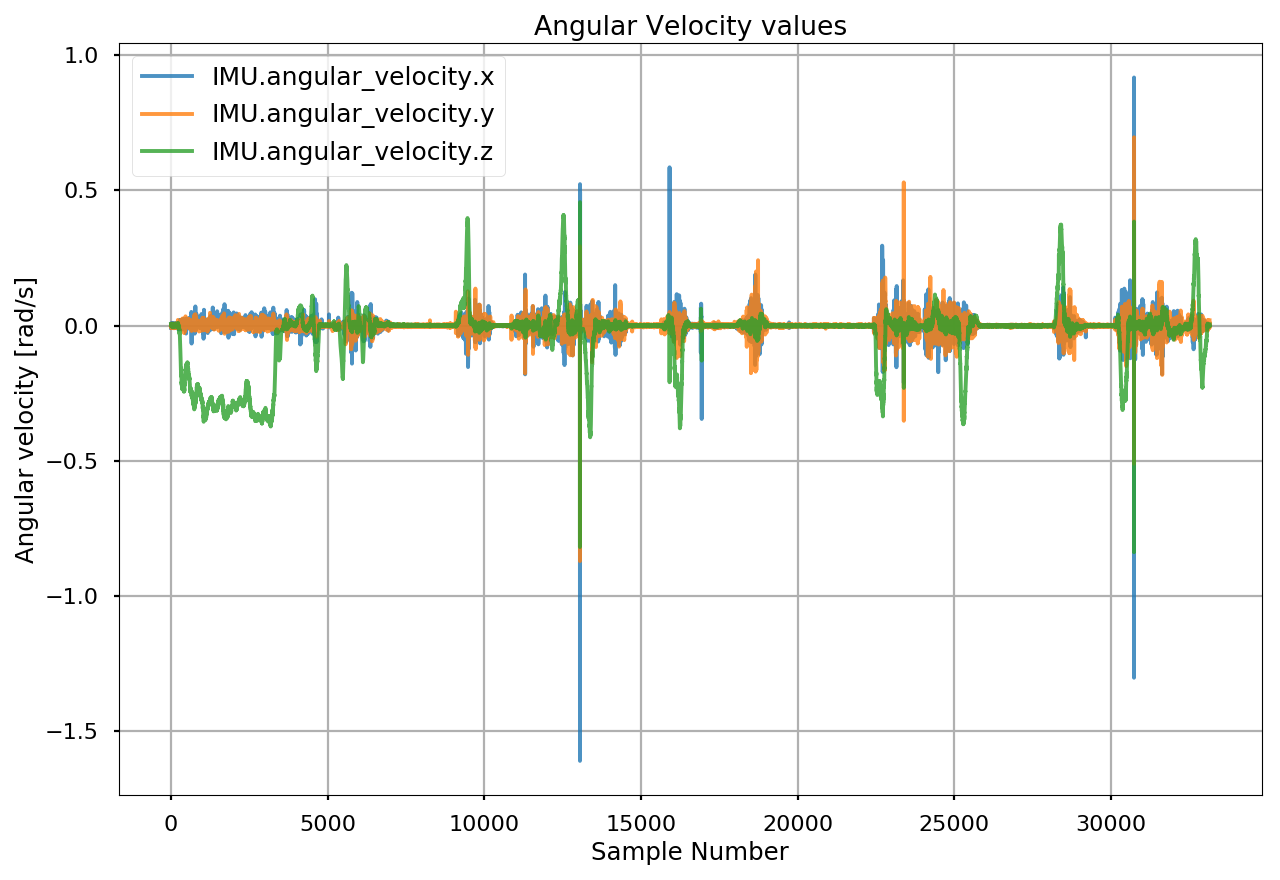 Angular Velocity values
IMU.angular_velocity.x
IMU.angular_velocity.y
IMU.angular_velocity.z
Angular velocity [rad/s]
1.0
0.5
0.0
−0.5
−1.0
−1.5
0 5000 10000 15000 20000 25000 30000
Sample Number